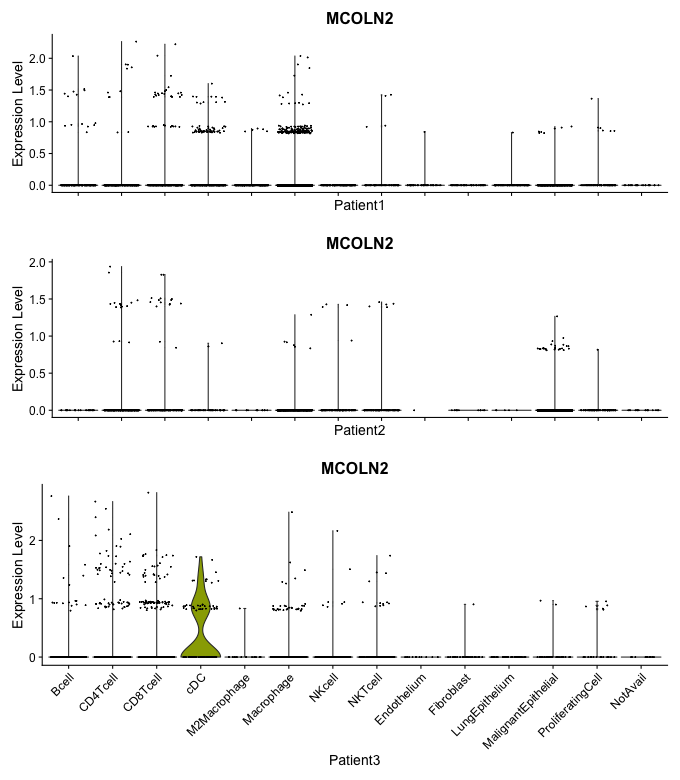 MCOLN2
Expression Level
2.0
1.5
1.0
0.5
0.0
Patient1
MCOLN2
Expression Level
2.0
1.5
1.0
0.5
0.0
Patient2
MCOLN2
Expression Level
2
1
0
Bcell
CD4Tcell
CD8Tcell
cDC
M2Macrophage
Macrophage
NKcell
NKTcell
Endothelium
Fibroblast
LungEpithelium
MalignantEpithelial
ProliferatingCell
NotAvail
Patient3